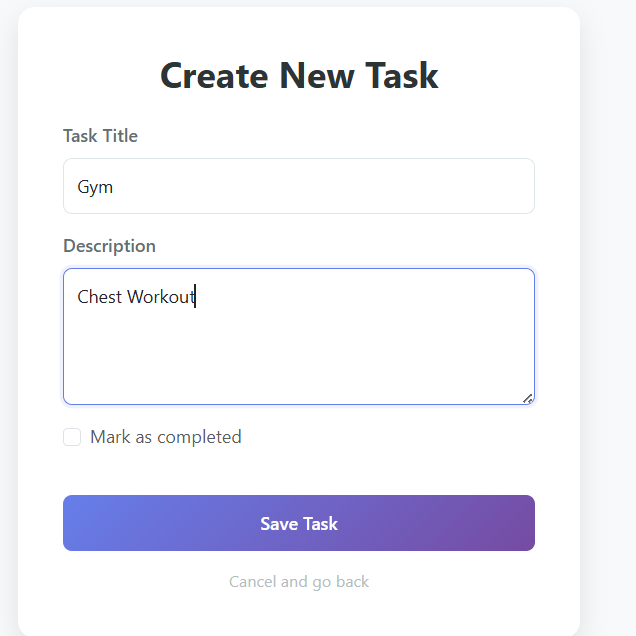 Create New Task
Task Title
Gym
Description
Chest Workout
Mark as completed
Save Task
Cancel and go back